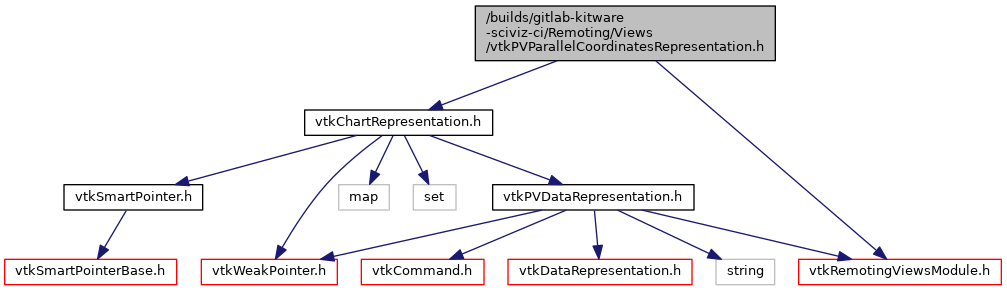 /builds/gitlab-kitware
-sciviz-ci/Remoting/Views
/vtkPVParallelCoordinatesRepresentation.h
vtkChartRepresentation.h
vtkSmartPointer.h
map
set
vtkPVDataRepresentation.h
vtkSmartPointerBase.h
vtkWeakPointer.h
vtkCommand.h
vtkDataRepresentation.h
string
vtkRemotingViewsModule.h